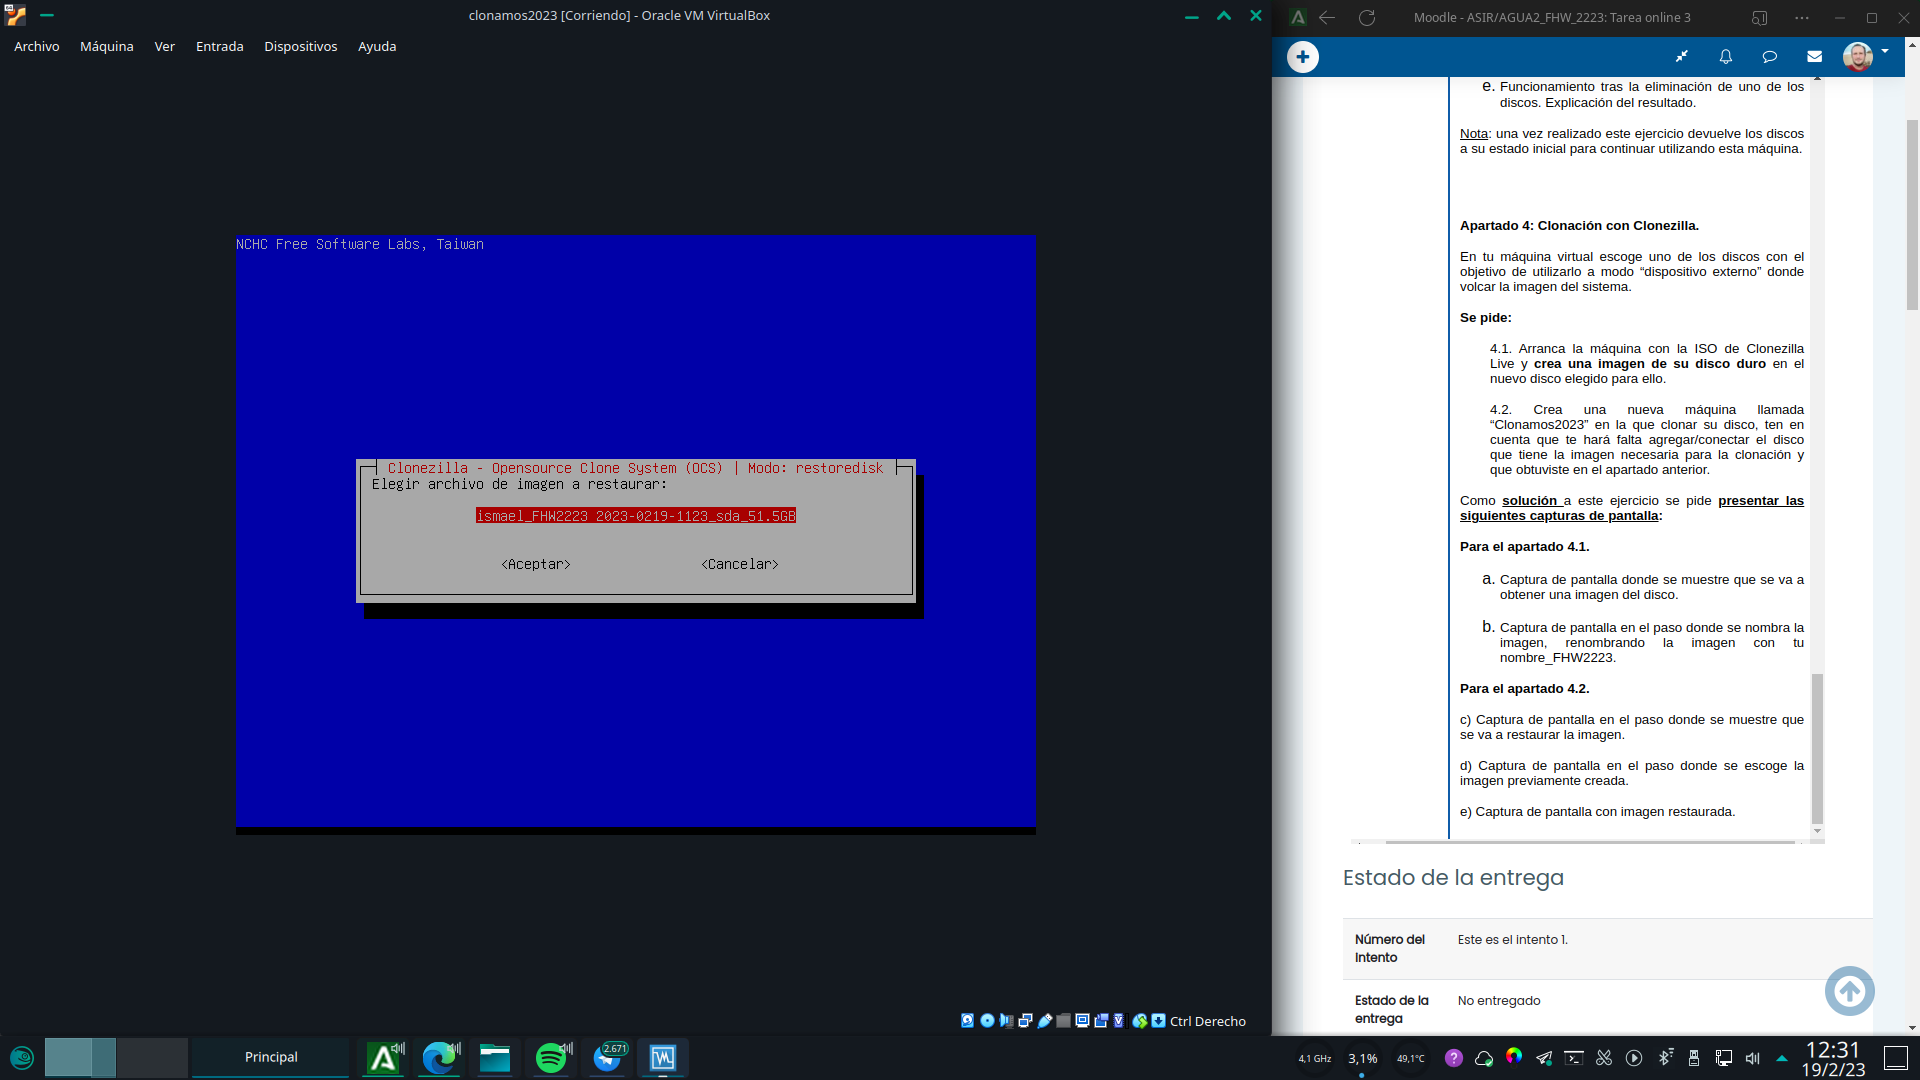 clonamos2023 [Corriendo] - Oracle VM VirtualBox
Archivo Máquina Ver Entrada Dispositivos Ayuda
NCHC Free Software Labs, Taiwan
Clonezilla - Opensource Clone System (OCS) | Modo: restoredisk
Elegir archivo de imagen a restaurar:
ismael_FHW2223 2023-0219-1123_sda_51.5GB
<Aceptar> <Cancelar>
Ctrl Derecho
Moodle - ASIR/AGUA2_FHW_2223: Tarea online 3
e. Funcionamiento tras la eliminación de uno de los
discos. Explicación del resultado.
Nota: una vez realizado este ejercicio devuelve los discos
a su estado inicial para continuar utilizando esta máquina.
Apartado 4: Clonación con Clonezilla.
En tu máquina virtual escoge uno de los discos con el
objetivo de utilizarlo a modo “dispositivo externo” donde
volcar la imagen del sistema.
Se pide:
4.1. Arranca la máquina con la ISO de Clonezilla
Live y crea una imagen de su disco duro en el
nuevo disco elegido para ello.
4.2. Crea una nueva máquina llamada
“Clonamos2023” en la que clonar su disco, ten en
cuenta que te hará falta agregar/conectar el disco
que tiene la imagen necesaria para la clonación y
que obtuviste en el apartado anterior.
Como solución a este ejercicio se pide presentar las
siguientes capturas de pantalla:
Para el apartado 4.1.
a. Captura de pantalla donde se muestre que se va a
obtener una imagen del disco.
b. Captura de pantalla en el paso donde se nombra la
imagen, renombrando la imagen con tu
nombre_FHW2223.
Para el apartado 4.2.
c) Captura de pantalla en el paso donde se muestre que
se va a restaurar la imagen.
d) Captura de pantalla en el paso donde se escoge la
imagen previamente creada.
e) Captura de pantalla con imagen restaurada.
Estado de la entrega
Número del
intento
Este es el intento 1.
Estado de la
entrega
No entregado
Principal
2.671
4,1 GHz
3,1%
49,1°C
12:31
19/2/23